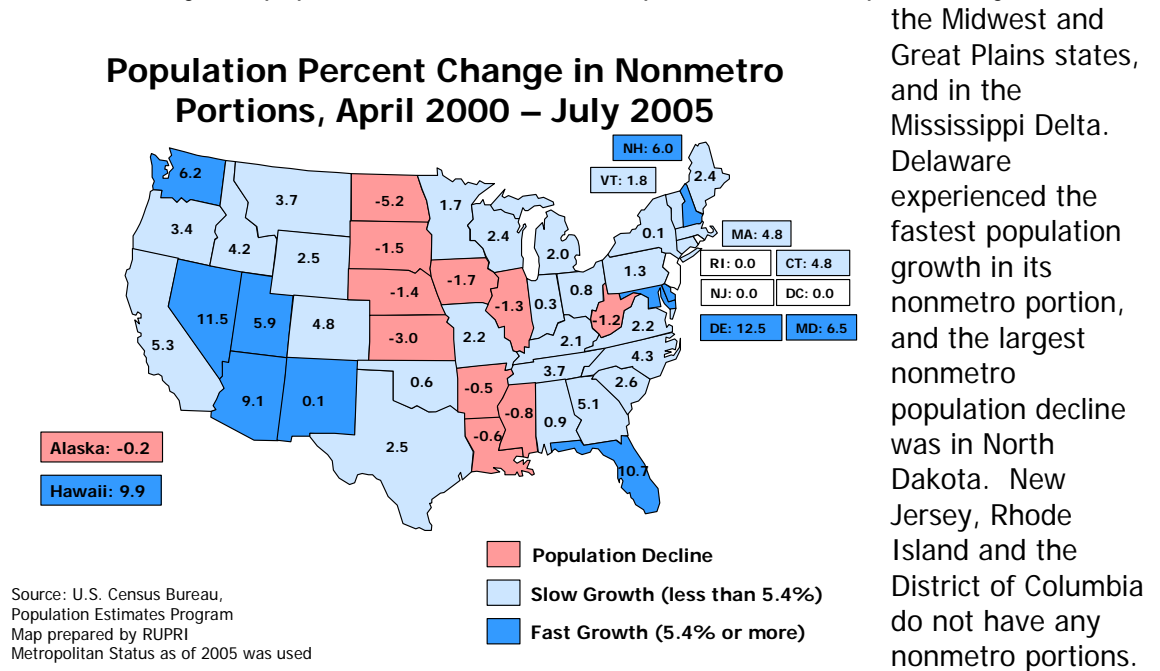 Population Percent Change in Nonmetro
Portions, April 2000 – July 2005
NH: 6.0
VT: 1.8
2.4
6.2
3.7
-5.2
1.7
3.4
4.2
2.5
-1.5
2.4
2.0
0.1
MA: 4.8
RI: 0.0
CT: 4.8
NJ: 0.0
DC: 0.0
DE: 12.5
MD: 6.5
1.3
-1.4
-1.7
-1.3
0.3
0.8
-1.2
2.2
5.3
11.5
5.9
4.8
-3.0
2.2
2.1
4.3
3.7
2.6
9.1
0.1
0.6
-0.5
-0.8
0.9
5.1
2.5
-0.6
10.7
Alaska: -0.2
Hawaii: 9.9
Population Decline
Slow Growth (less than 5.4%)
Fast Growth (5.4% or more)
Source: U.S. Census Bureau,
Population Estimates Program
Map prepared by RUPRI
Metropolitan Status as of 2005 was used
the Midwest and
Great Plains states,
and in the
Mississippi Delta.
Delaware
experienced the
fastest population
growth in its
nonmetro portion,
and the largest
nonmetro
population decline
was in North
Dakota. New
Jersey, Rhode
Island and the
District of Columbia
do not have any
nonmetro portions.